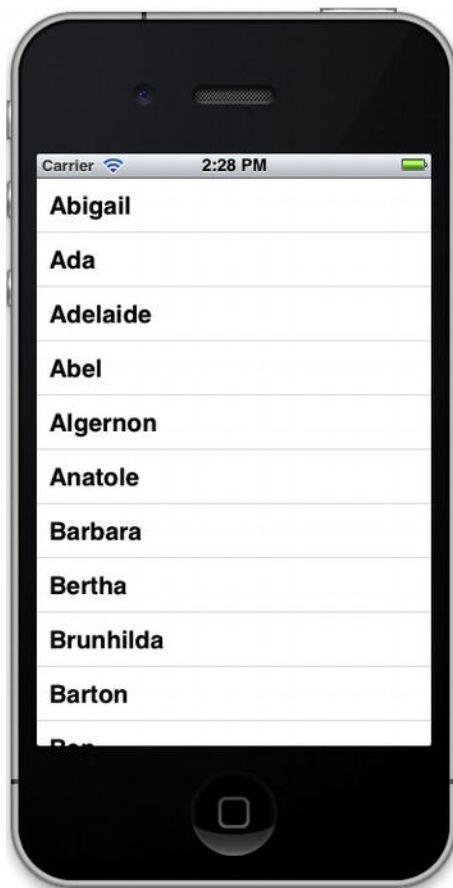 Carrier 2:28 PM
Abigail
Ada
Adelaide
Abel
Algernon
Anatole
Barbara
Bertha
Brunhilda
Barton